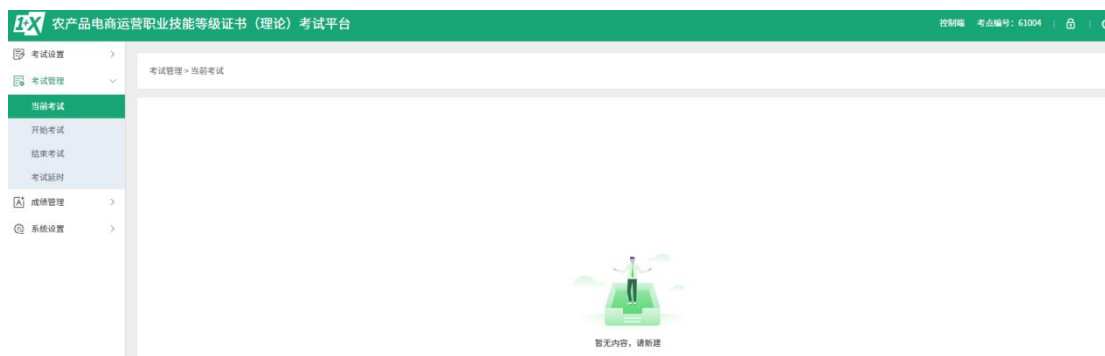 1+X 农产品电商运营职业技能等级证书（理论）考试平台
控制端 考点编号：61004
考试设置
考试管理
当前考试
开始考试
结束考试
考试延时
成绩管理
系统设置
考试管理 > 当前考试
暂无内容，请新建